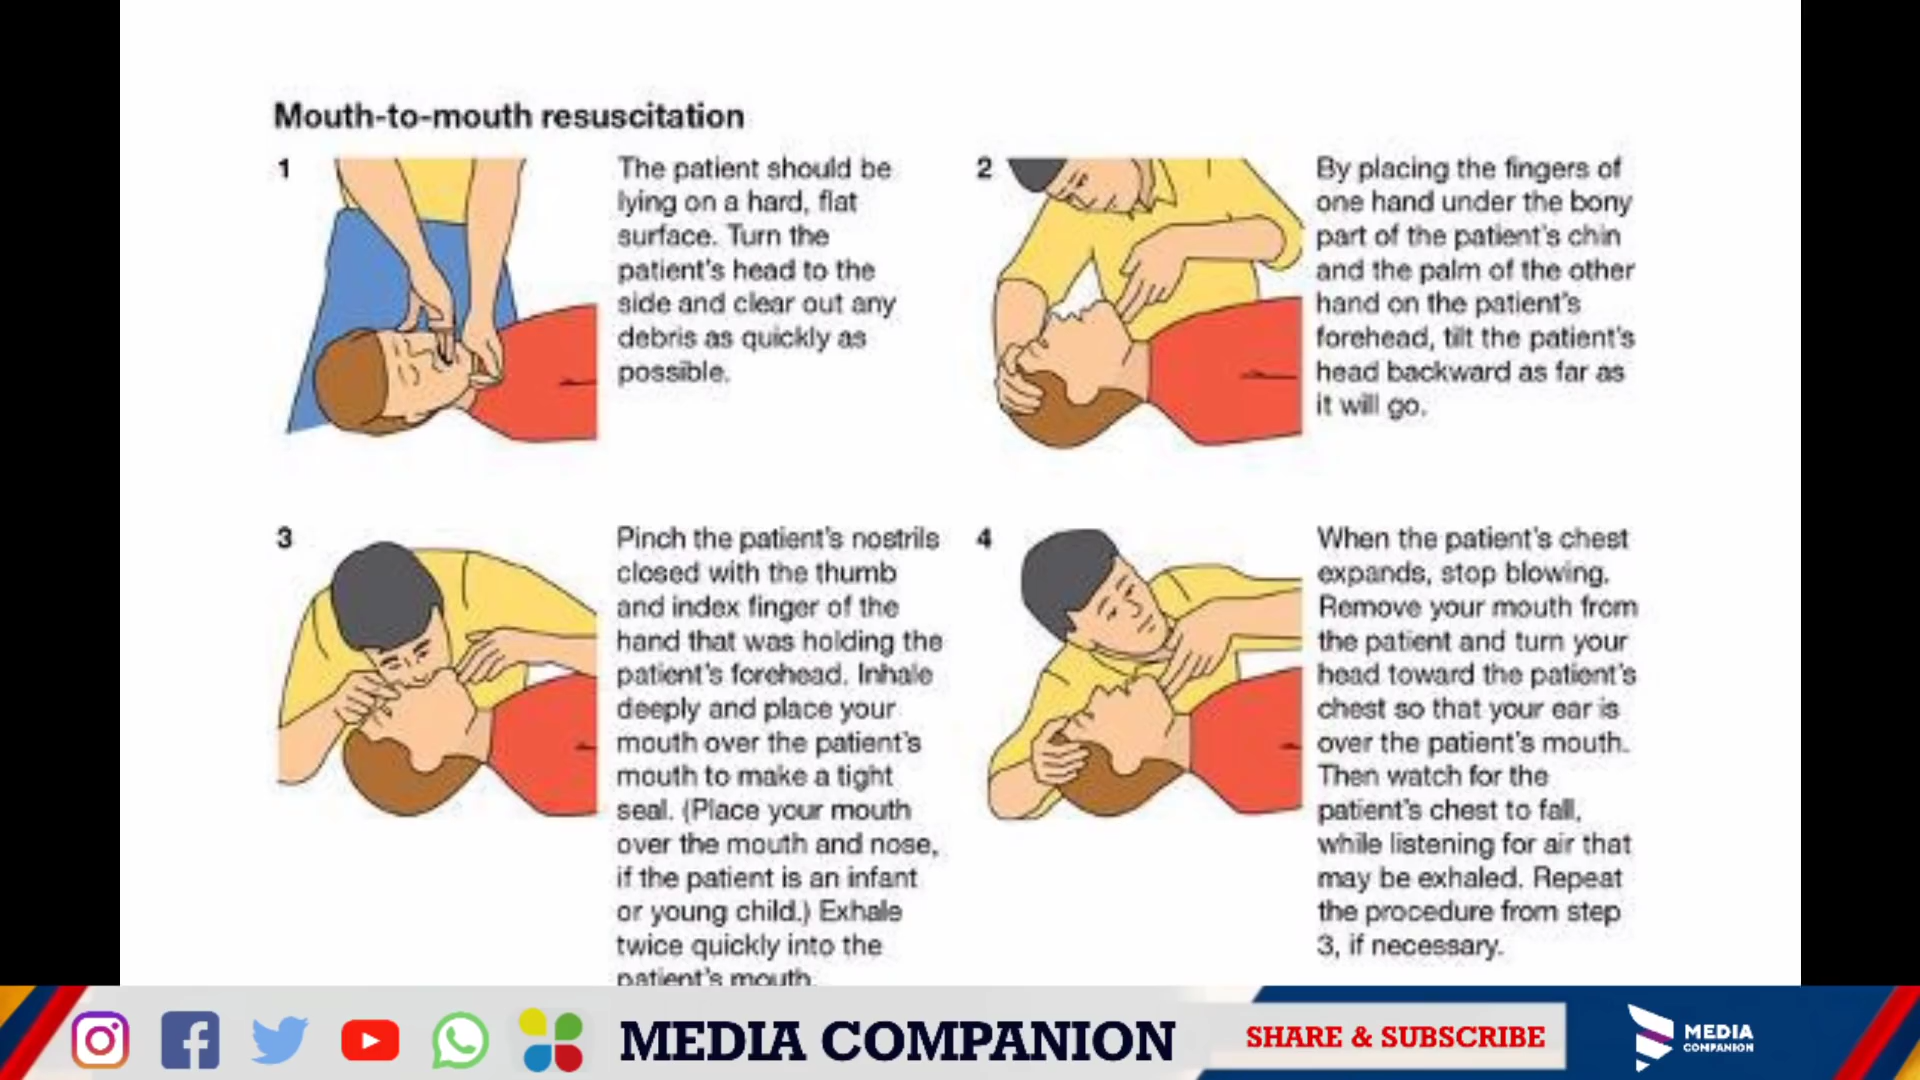 Mouth-to-mouth resuscitation
1
The patient should be
lying on a hard, flat
surface. Turn the
patient's head to the
side and clear out any
debris as quickly as
possible.
2
By placing the fingers of
one hand under the bony
part of the patient's chin
and the palm of the other
hand on the patient's
forehead, tilt the patient's
head backward as far as
it will go.
3
Pinch the patient's nostrils
closed with the thumb
and index finger of the
hand that was holding the
patient's forehead. Inhale
deeply and place your
mouth over the patient's
mouth to make a tight
seal. (Place your mouth
over the mouth and nose,
if the patient is an infant
or young child.) Exhale
twice quickly into the
patient's mouth.
4
When the patient's chest
expands, stop blowing.
Remove your mouth from
the patient and turn your
head toward the patient's
chest so that your ear is
over the patient's mouth.
Then watch for the
patient's chest to fall,
while listening for air that
may be exhaled. Repeat
the procedure from step
3, if necessary.
MEDIA COMPANION
SHARE & SUBSCRIBE
MEDIA
COMPANION